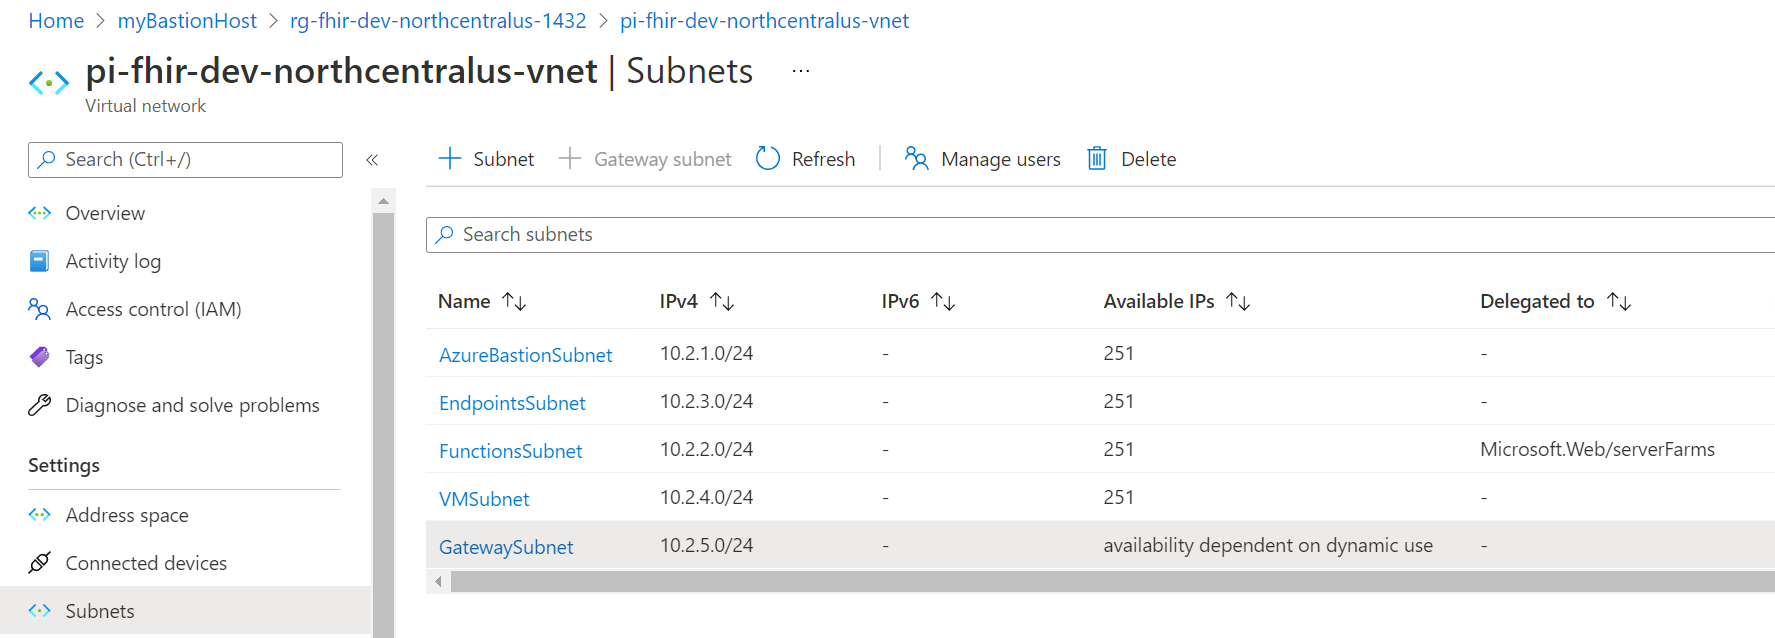 Home > myBastionHost > rg-fhir-dev-northcentralus-1432 > pi-fhir-dev-northcentralus-vnet
pi-fhir-dev-northcentralus-vnet | Subnets ...
Virtual network
Search (Ctrl+/) «
+ Subnet + Gateway subnet Refresh | Manage users Delete
Overview
Activity log
Access control (IAM)
Tags
Diagnose and solve problems
Settings
Address space
Connected devices
Subnets
Search subnets
Name ↑↓ IPv4 ↑↓ IPv6 ↑↓ Available IPs ↑↓ Delegated to ↑↓
AzureBastionSubnet 10.2.1.0/24 - 251 -
EndpointsSubnet 10.2.3.0/24 - 251 -
FunctionsSubnet 10.2.2.0/24 - 251 Microsoft.Web/serverFarms
VMSubnet 10.2.4.0/24 - 251 -
GatewaySubnet 10.2.5.0/24 - availability dependent on dynamic use -